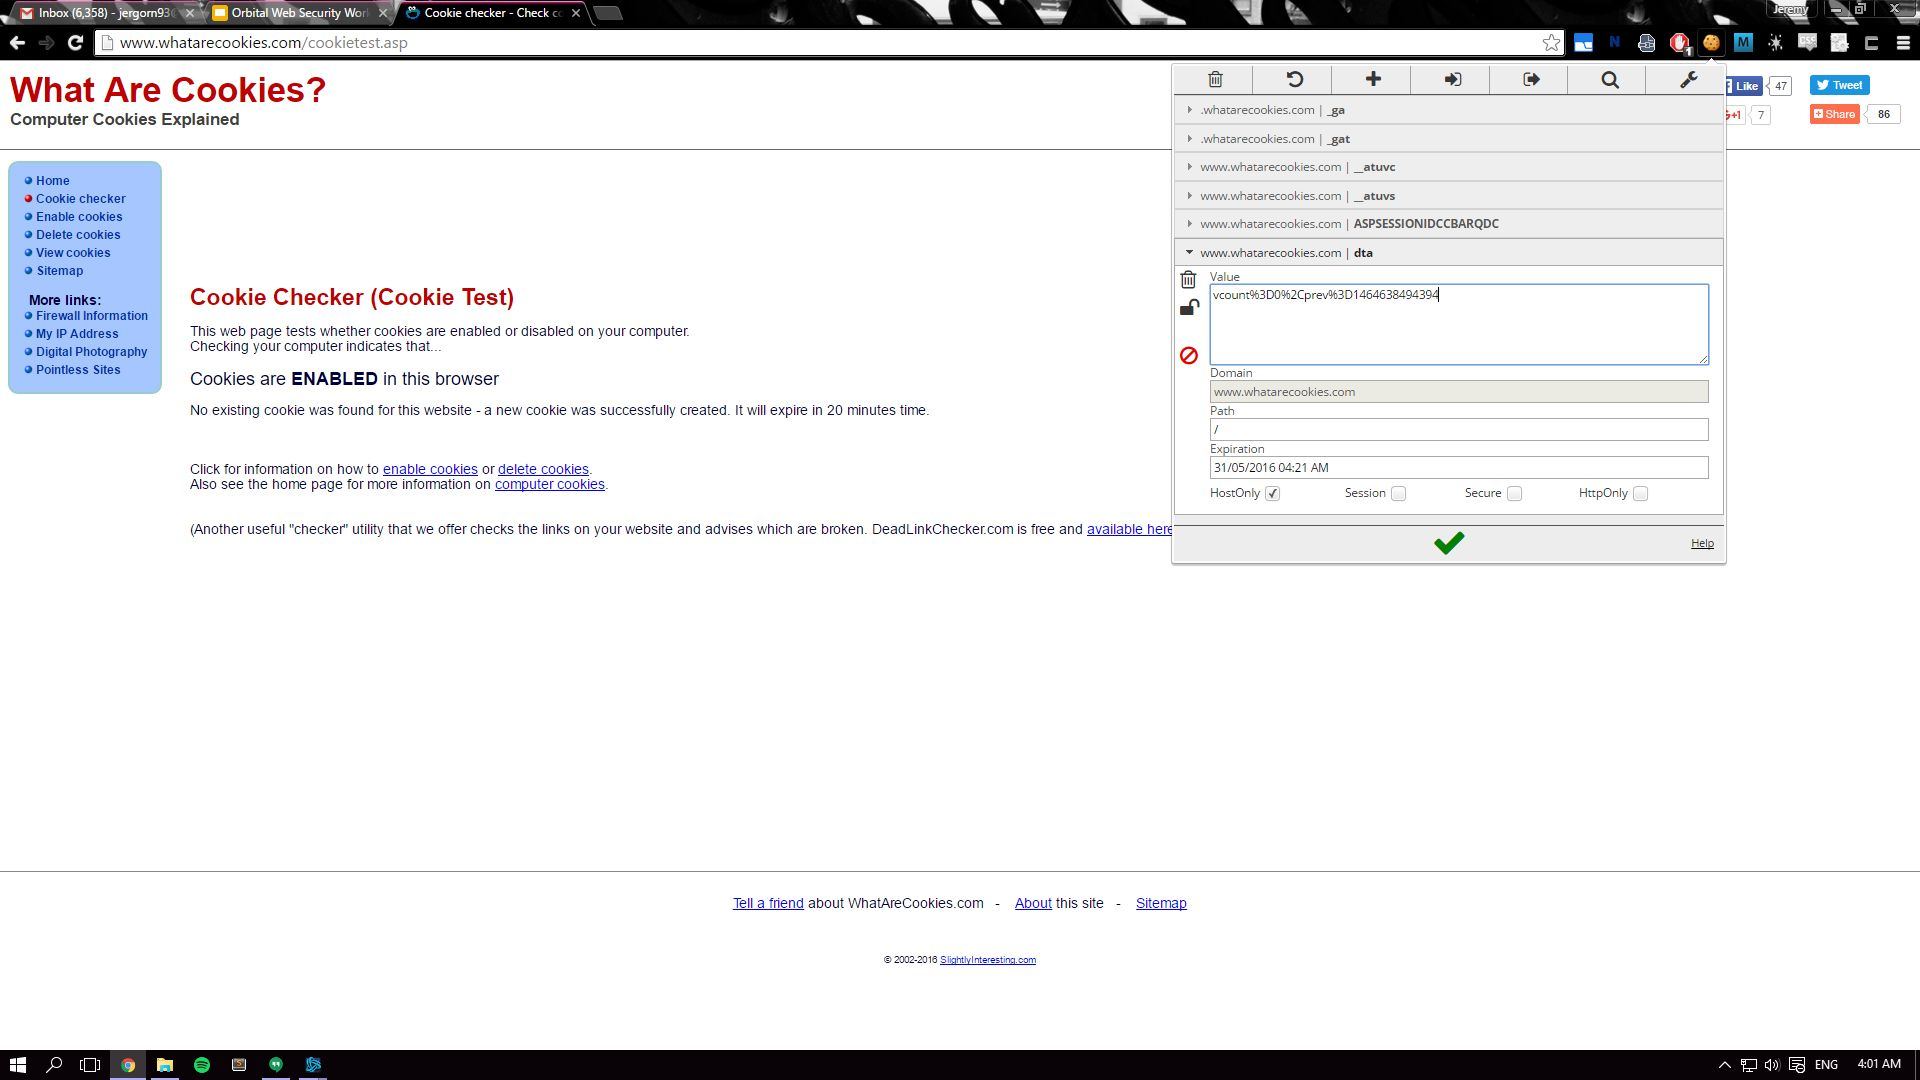 Inbox (6,358) - jergorn93
Orbital Web Security Wor
Cookie checker - Check c
Jeremy
www.whatarecookies.com/cookietest.asp
What Are Cookies?
Computer Cookies Explained
Like 47
Tweet
+1 7
Share 86
Home
Cookie checker
Enable cookies
Delete cookies
View cookies
Sitemap
More links:
Firewall Information
My IP Address
Digital Photography
Pointless Sites
Cookie Checker (Cookie Test)
This web page tests whether cookies are enabled or disabled on your computer.
Checking your computer indicates that...
Cookies are ENABLED in this browser
No existing cookie was found for this website - a new cookie was successfully created. It will expire in 20 minutes time.
Click for information on how to enable cookies or delete cookies.
Also see the home page for more information on computer cookies.
(Another useful "checker" utility that we offer checks the links on your website and advises which are broken. DeadLinkChecker.com is free and available here
.whatarecookies.com | _ga
.whatarecookies.com | _gat
www.whatarecookies.com | __atuvc
www.whatarecookies.com | __atuvs
www.whatarecookies.com | ASPSESSIONIDCCBARQDC
www.whatarecookies.com | dta
Value
vcount%3D0%2Cprev%3D1464638494394
Domain
www.whatarecookies.com
Path
/
Expiration
31/05/2016 04:21 AM
HostOnly Session Secure HttpOnly
Help
Tell a friend about WhatAreCookies.com - About this site - Sitemap
© 2002-2016 SlightlyInteresting.com
ENG
4:01 AM